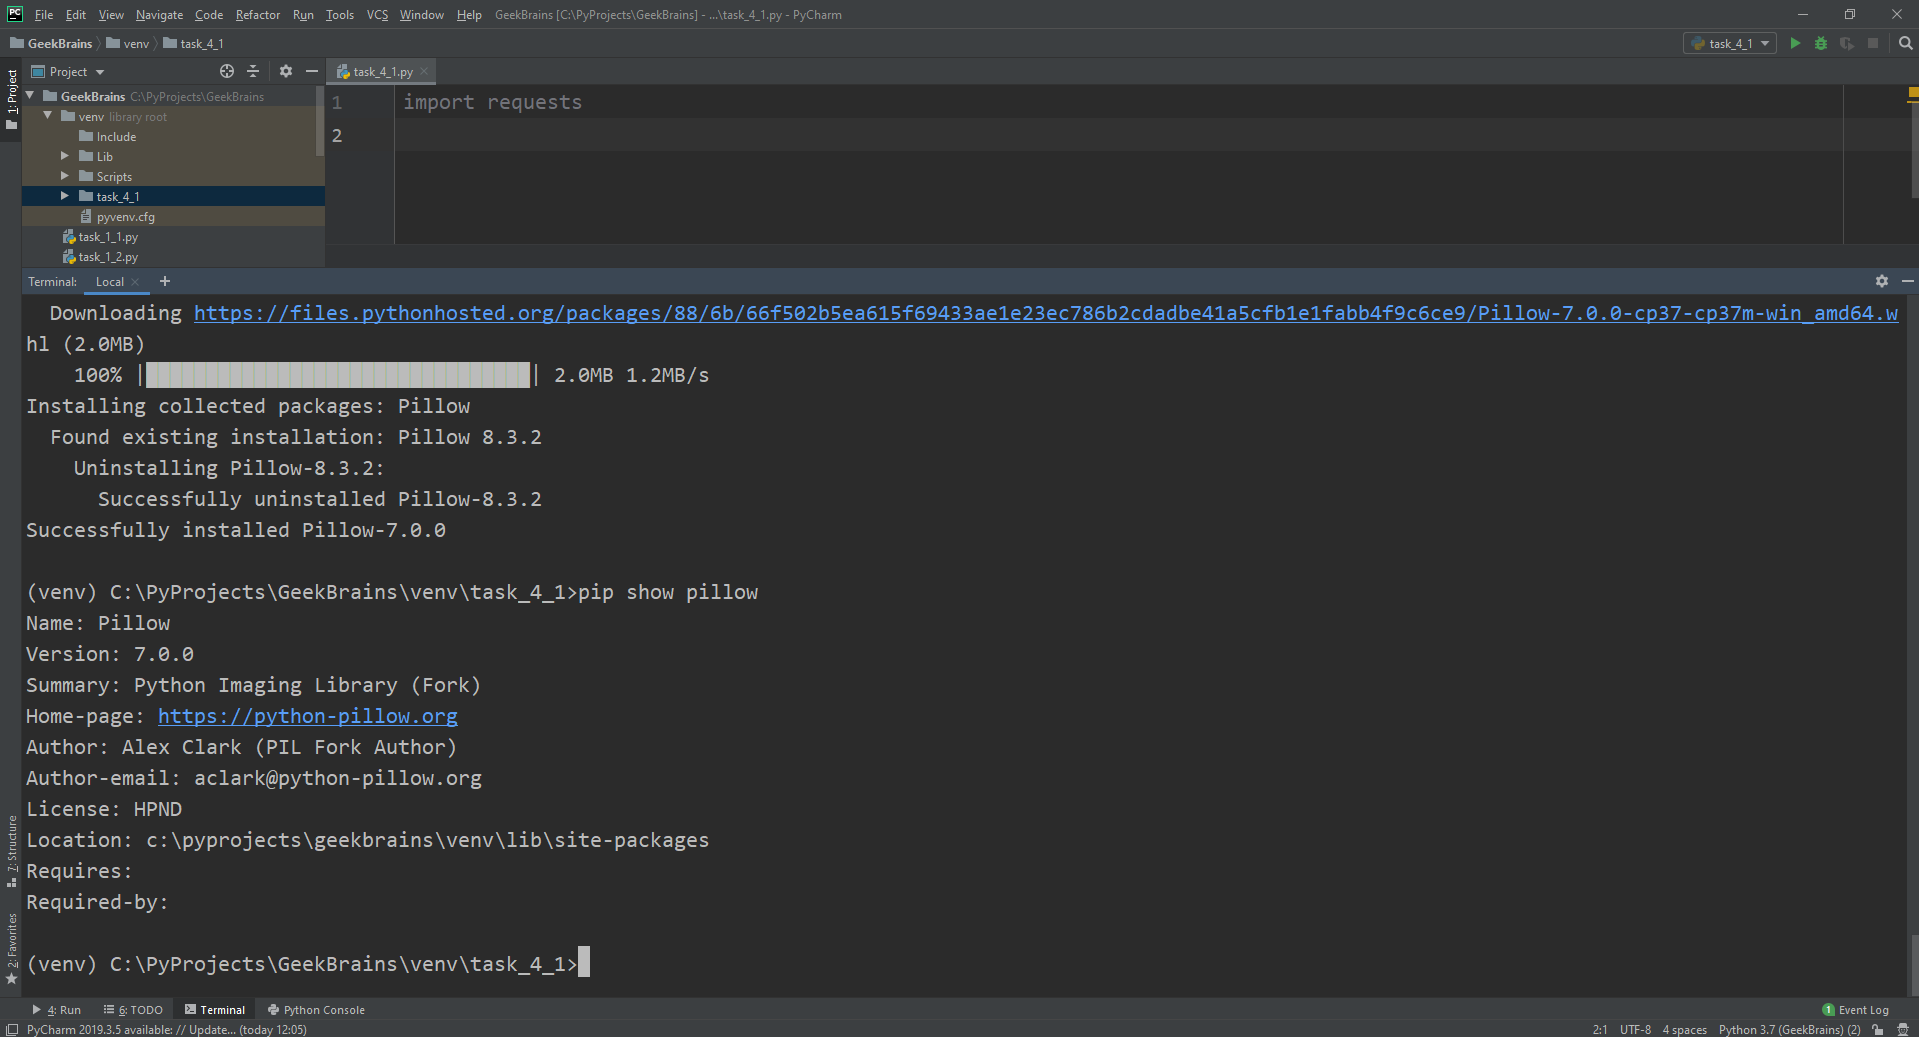 PC File Edit View Navigate Code Refactor Run Tools VCS Window Help GeekBrains [C:\PyProjects\GeekBrains] - ...\task_4_1.py - PyCharm
GeekBrains venv task_4_1 task_4_1
1: Project
Project
task_4_1.py
GeekBrains C:\PyProjects\GeekBrains
venv library root
Include
Lib
Scripts
task_4_1
pyvenv.cfg
task_1_1.py
task_1_2.py
1 import requests
2
Terminal: Local +
Downloading https://files.pythonhosted.org/packages/88/6b/66f502b5ea615f69433ae1e23ec786b2cdadbe41a5cfb1e1fabb4f9c6ce9/Pillow-7.0.0-cp37-cp37m-win_amd64.w
hl (2.0MB)
100% |████████████████████████████████| 2.0MB 1.2MB/s
Installing collected packages: Pillow
Found existing installation: Pillow 8.3.2
Uninstalling Pillow-8.3.2:
Successfully uninstalled Pillow-8.3.2
Successfully installed Pillow-7.0.0
(venv) C:\PyProjects\GeekBrains\venv\task_4_1>pip show pillow
Name: Pillow
Version: 7.0.0
Summary: Python Imaging Library (Fork)
Home-page: https://python-pillow.org
Author: Alex Clark (PIL Fork Author)
Author-email: aclark@python-pillow.org
License: HPND
Location: c:\pyprojects\geekbrains\venv\lib\site-packages
Requires:
Required-by:
(venv) C:\PyProjects\GeekBrains\venv\task_4_1>
7: Structure
2: Favorites
4: Run 6: TODO Terminal Python Console 1 Event Log
PyCharm 2019.3.5 available: // Update... (today 12:05) 2:1 UTF-8 4 spaces Python 3.7 (GeekBrains) (2)